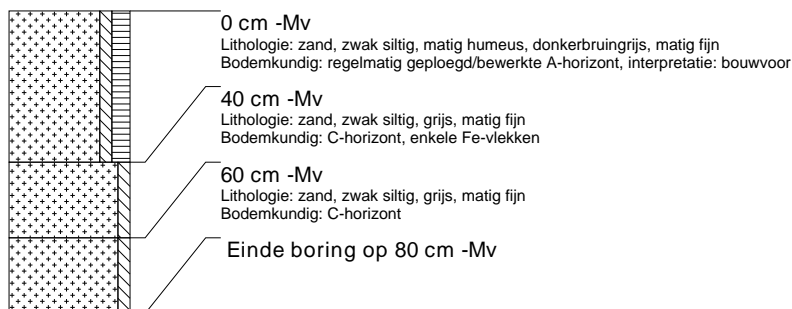 0 cm -Mv
Lithologie: zand, zwak siltig, matig humeus, donkerbruingrijs, matig fijn
Bodemkundig: regelmatig geploegd/bewerkte A-horizont, interpretatie: bouwvoor
40 cm -Mv
Lithologie: zand, zwak siltig, grijs, matig fijn
Bodemkundig: C-horizont, enkele Fe-vlekken
60 cm -Mv
Lithologie: zand, zwak siltig, grijs, matig fijn
Bodemkundig: C-horizont
Einde boring op 80 cm -Mv